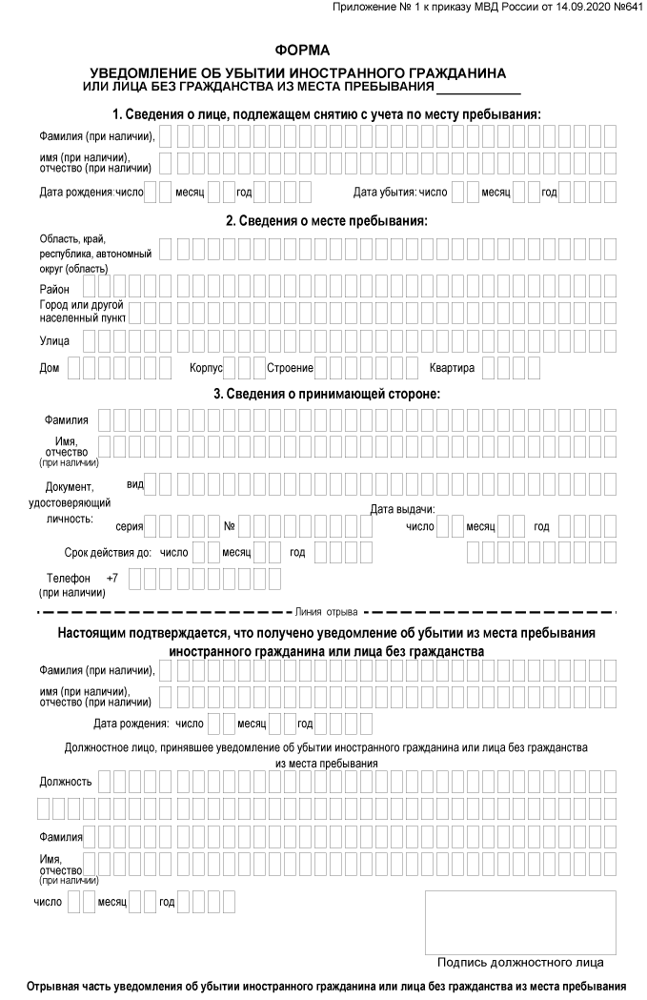 Приложение № 1 к приказу МВД России от 14.09.2020 №641
ФОРМА
УВЕДОМЛЕНИЕ ОБ УБЫТИИ ИНОСТРАННОГО ГРАЖДАНИНА
ИЛИ ЛИЦА БЕЗ ГРАЖДАНСТВА ИЗ МЕСТА ПРЕБЫВАНИЯ
1. Сведения о лице, подлежащем снятию с учета по месту пребывания:
Фамилия (при наличии),
имя (при наличии),
отчество (при наличии)
Дата рождения: число месяц год Дата убытия: число месяц год
2. Сведения о месте пребывания:
Область, край,
республика, автономный
округ (область)
Район
Город или другой
населенный пункт
Улица
Дом Корпус Строение Квартира
3. Сведения о принимающей стороне:
Фамилия
Имя,
отчество
(при наличии)
Документ, вид
удостоверяющий
Дата выдачи:
личность: серия № число месяц год
Срок действия до: число месяц год
Телефон +7
(при наличии)
Линия отрыва
Настоящим подтверждается, что получено уведомление об убытии из места пребывания
иностранного гражданина или лица без гражданства
Фамилия (при наличии),
имя (при наличии),
отчество (при наличии)
Дата рождения: число месяц год
Должностное лицо, принявшее уведомление об убытии иностранного гражданина или лица без гражданства
из места пребывания
Должность
Фамилия
Имя,
отчество
(при наличии)
число месяц год
Подпись должностного лица
Отрывная часть уведомления об убытии иностранного гражданина или лица без гражданства из места пребывания